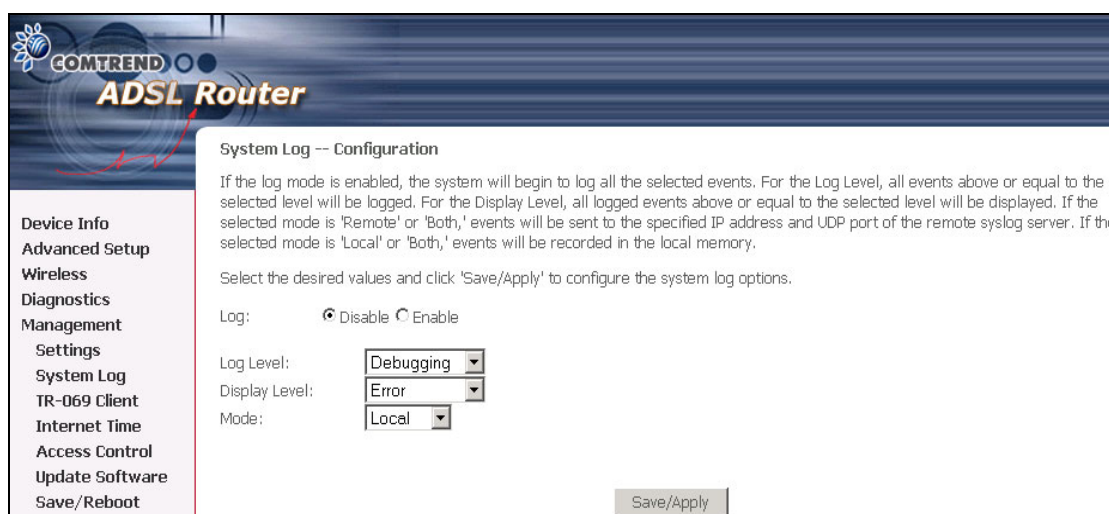 COMTREND
ADSL Router
System Log -- Configuration
If the log mode is enabled, the system will begin to log all the selected events. For the Log Level, all events above or equal to the
selected level will be logged. For the Display Level, all logged events above or equal to the selected level will be displayed. If the
selected mode is 'Remote' or 'Both,' events will be sent to the specified IP address and UDP port of the remote syslog server. If th
selected mode is 'Local' or 'Both,' events will be recorded in the local memory.
Select the desired values and click 'Save/Apply' to configure the system log options.
Log: Disable Enable
Log Level: Debugging
Display Level: Error
Mode: Local
Save/Apply
Device Info
Advanced Setup
Wireless
Diagnostics
Management
Settings
System Log
TR-069 Client
Internet Time
Access Control
Update Software
Save/Reboot